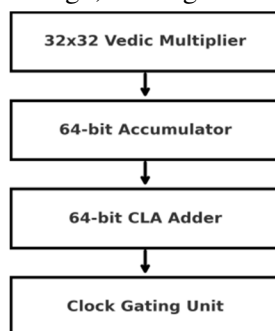 32x32 Vedic Multiplier
64-bit Accumulator
64-bit CLA Adder
Clock Gating Unit